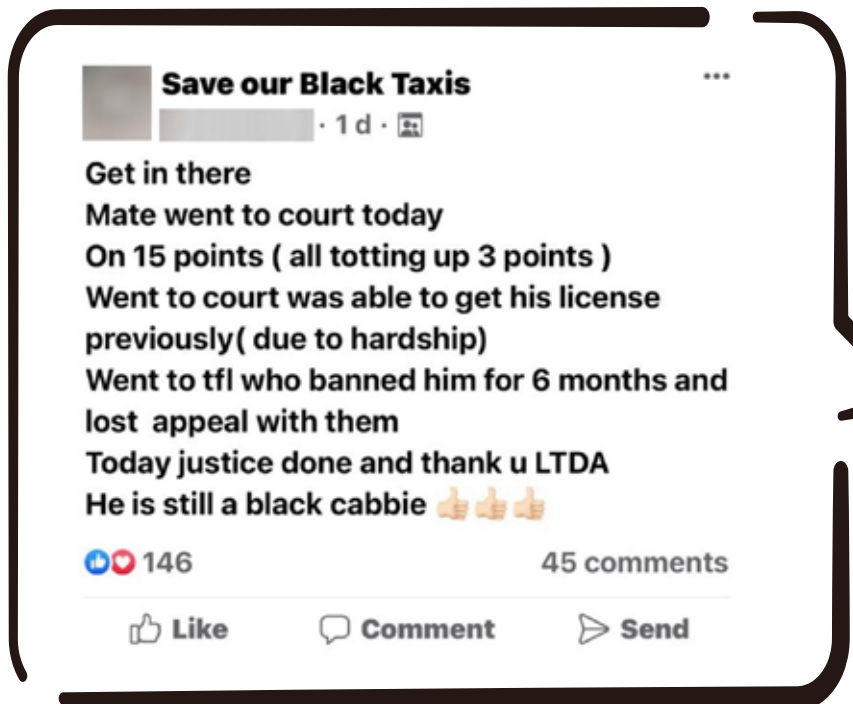 Save our Black Taxis
· 1 d ·
Get in there
Mate went to court today
On 15 points ( all totting up 3 points )
Went to court was able to get his license
previously( due to hardship)
Went to tfl who banned him for 6 months and
lost appeal with them
Today justice done and thank u LTDA
He is still a black cabbie 👍🏻👍🏻👍🏻
146
45 comments
Like Comment Send